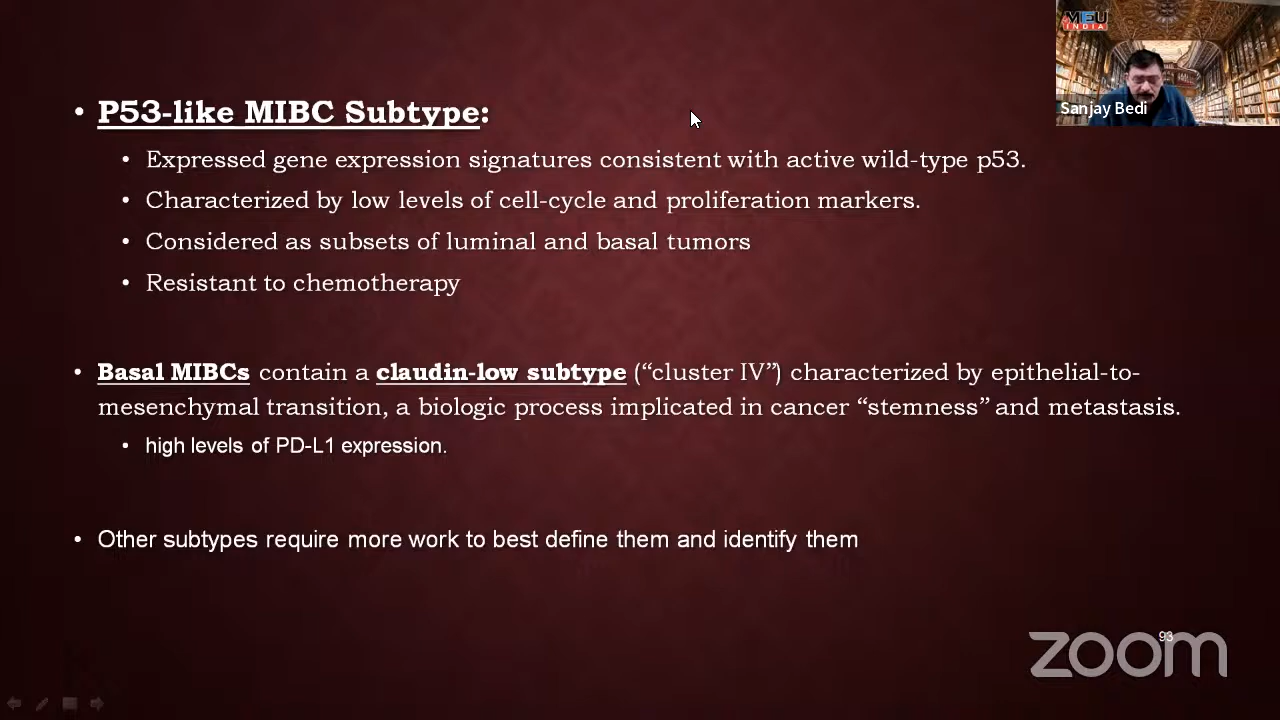 MEU
INDIA
Sanjay Bedi
• P53-like MIBC Subtype:
• Expressed gene expression signatures consistent with active wild-type p53.
• Characterized by low levels of cell-cycle and proliferation markers.
• Considered as subsets of luminal and basal tumors
• Resistant to chemotherapy
• Basal MIBCs contain a claudin-low subtype (“cluster IV”) characterized by epithelial-to-
mesenchymal transition, a biologic process implicated in cancer “stemness” and metastasis.
• high levels of PD-L1 expression.
• Other subtypes require more work to best define them and identify them
93
zoom